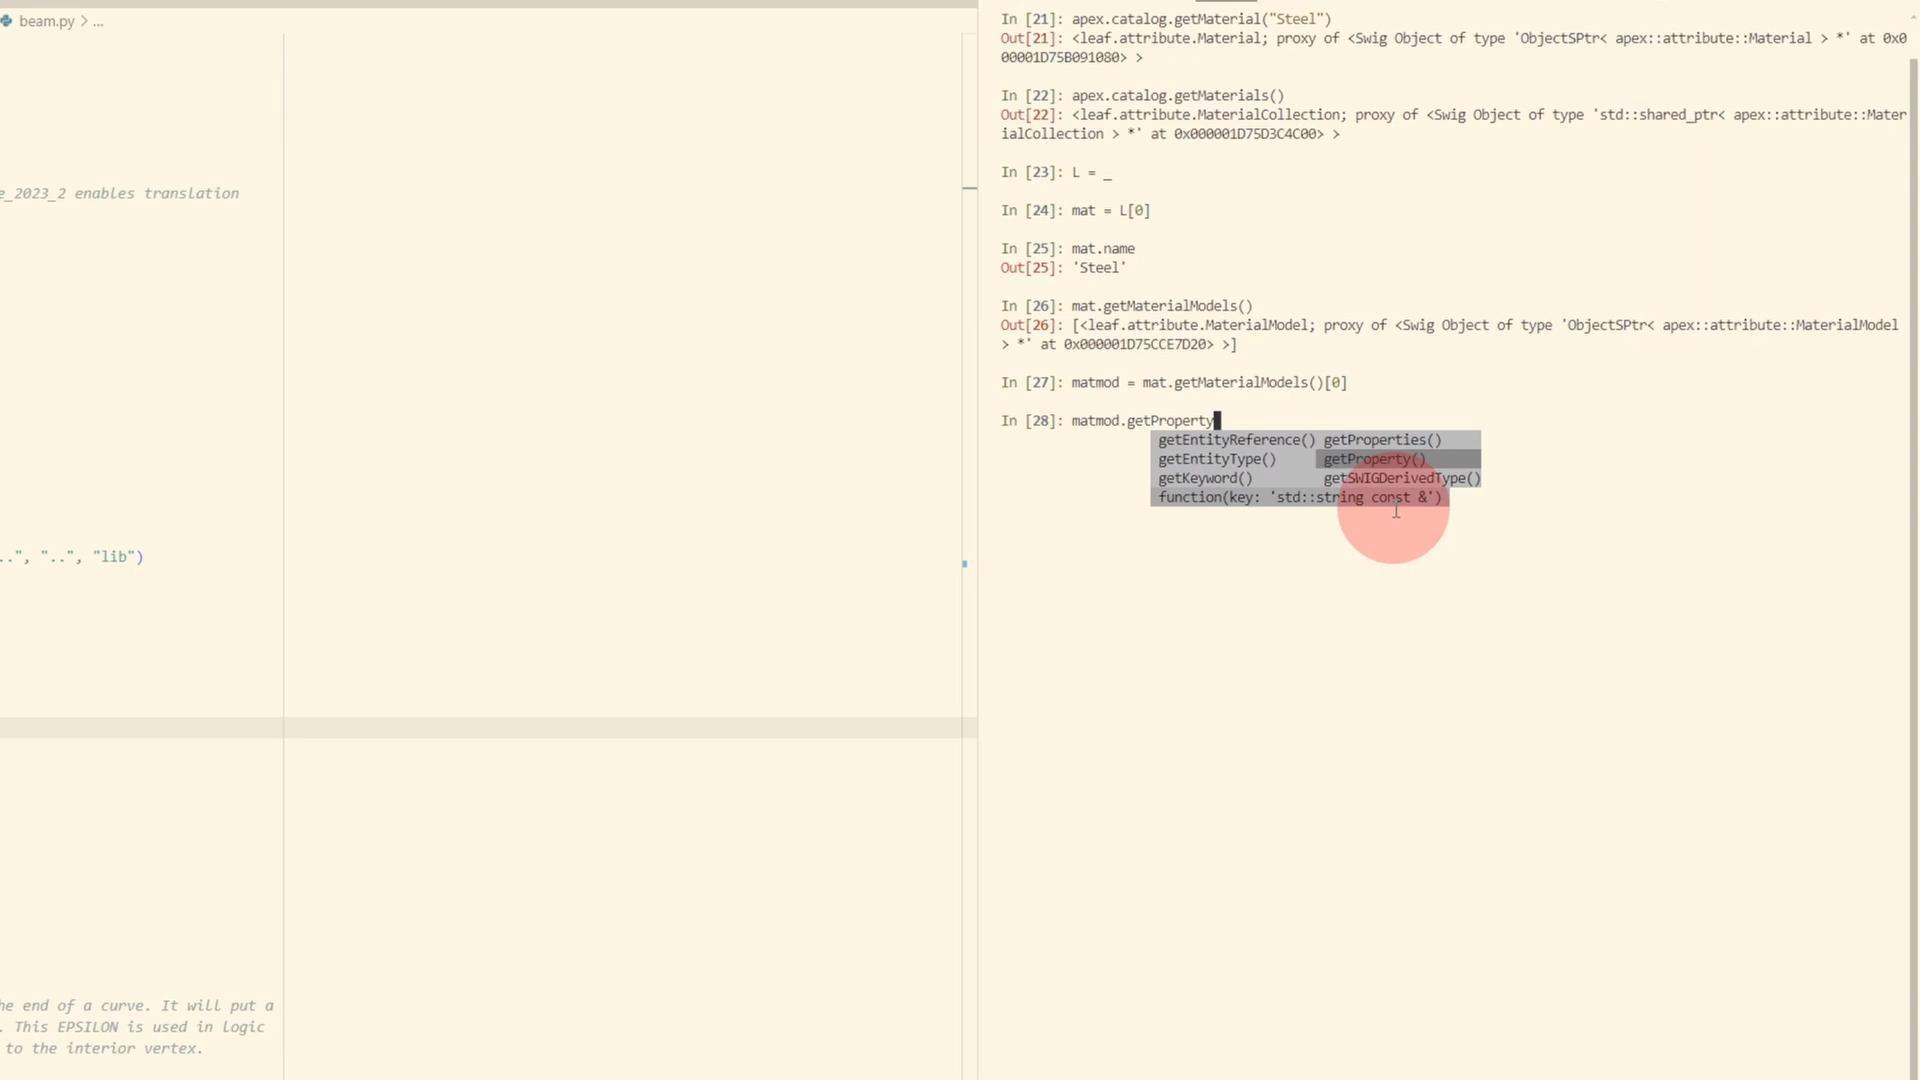 beam.py > ...
e_2023_2 enables translation
..", "..", "lib")
he end of a curve. It will put a
. This EPSILON is used in logic
to the interior vertex.
In [21]: apex.catalog.getMaterial("Steel")
Out[21]: <leaf.attribute.Material; proxy of <Swig Object of type 'ObjectSPtr< apex::attribute::Material > *' at 0x0
00001D75B091080> >
In [22]: apex.catalog.getMaterials()
Out[22]: <leaf.attribute.MaterialCollection; proxy of <Swig Object of type 'std::shared_ptr< apex::attribute::Mater
ialCollection > *' at 0x000001D75D3C4C00> >
In [23]: L = _
In [24]: mat = L[0]
In [25]: mat.name
Out[25]: 'Steel'
In [26]: mat.getMaterialModels()
Out[26]: [<leaf.attribute.MaterialModel; proxy of <Swig Object of type 'ObjectSPtr< apex::attribute::MaterialModel
> *' at 0x000001D75CCE7D20> >]
In [27]: matmod = mat.getMaterialModels()[0]
In [28]: matmod.getProperty
getEntityReference() getProperties()
getEntityType() getProperty()
getKeyword() getSWIGDerivedType()
function(key: 'std::string const &')